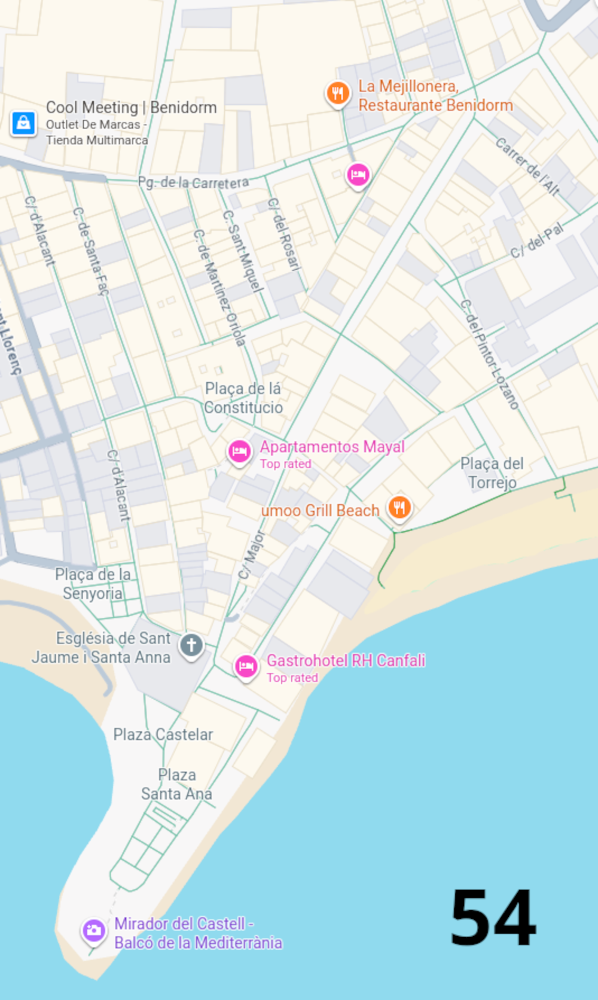 La Mejillonera,
Restaurante Benidorm
Cool Meeting | Benidorm
Outlet De Marcas -
Tienda Multimarca
Carrer de l'Alt
Pg. de la Carretera
C/ d'Alacant
C. de Santa Faç
C. de Martínez Oriola
C. Sant Miquel
C/ del Rosari
C/ del Pal
C. del Pintor Lozano
nt Llorenç
Plaça de lá
Constitucio
Apartamentos Mayal
Top rated
Plaça del
Torrejo
C/ d'Alacant
umoo Grill Beach
C/ Major
Plaça de la
Senyoria
Església de Sant
Jaume i Santa Anna
Gastrohotel RH Canfali
Top rated
Plaza Castelar
Plaza
Santa Ana
Mirador del Castell -
Balcó de la Mediterrània
54